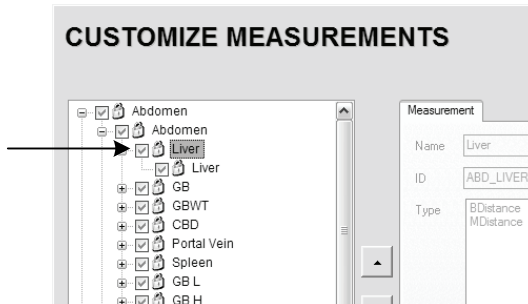 CUSTOMIZE MEASUREMENTS
Abdomen
Abdomen
Liver
Liver
GB
GBWT
CBD
Portal Vein
Spleen
GB L
GB H
Measurement
Name Liver
ID ABD_LIVER
Type BDistance
MDistance